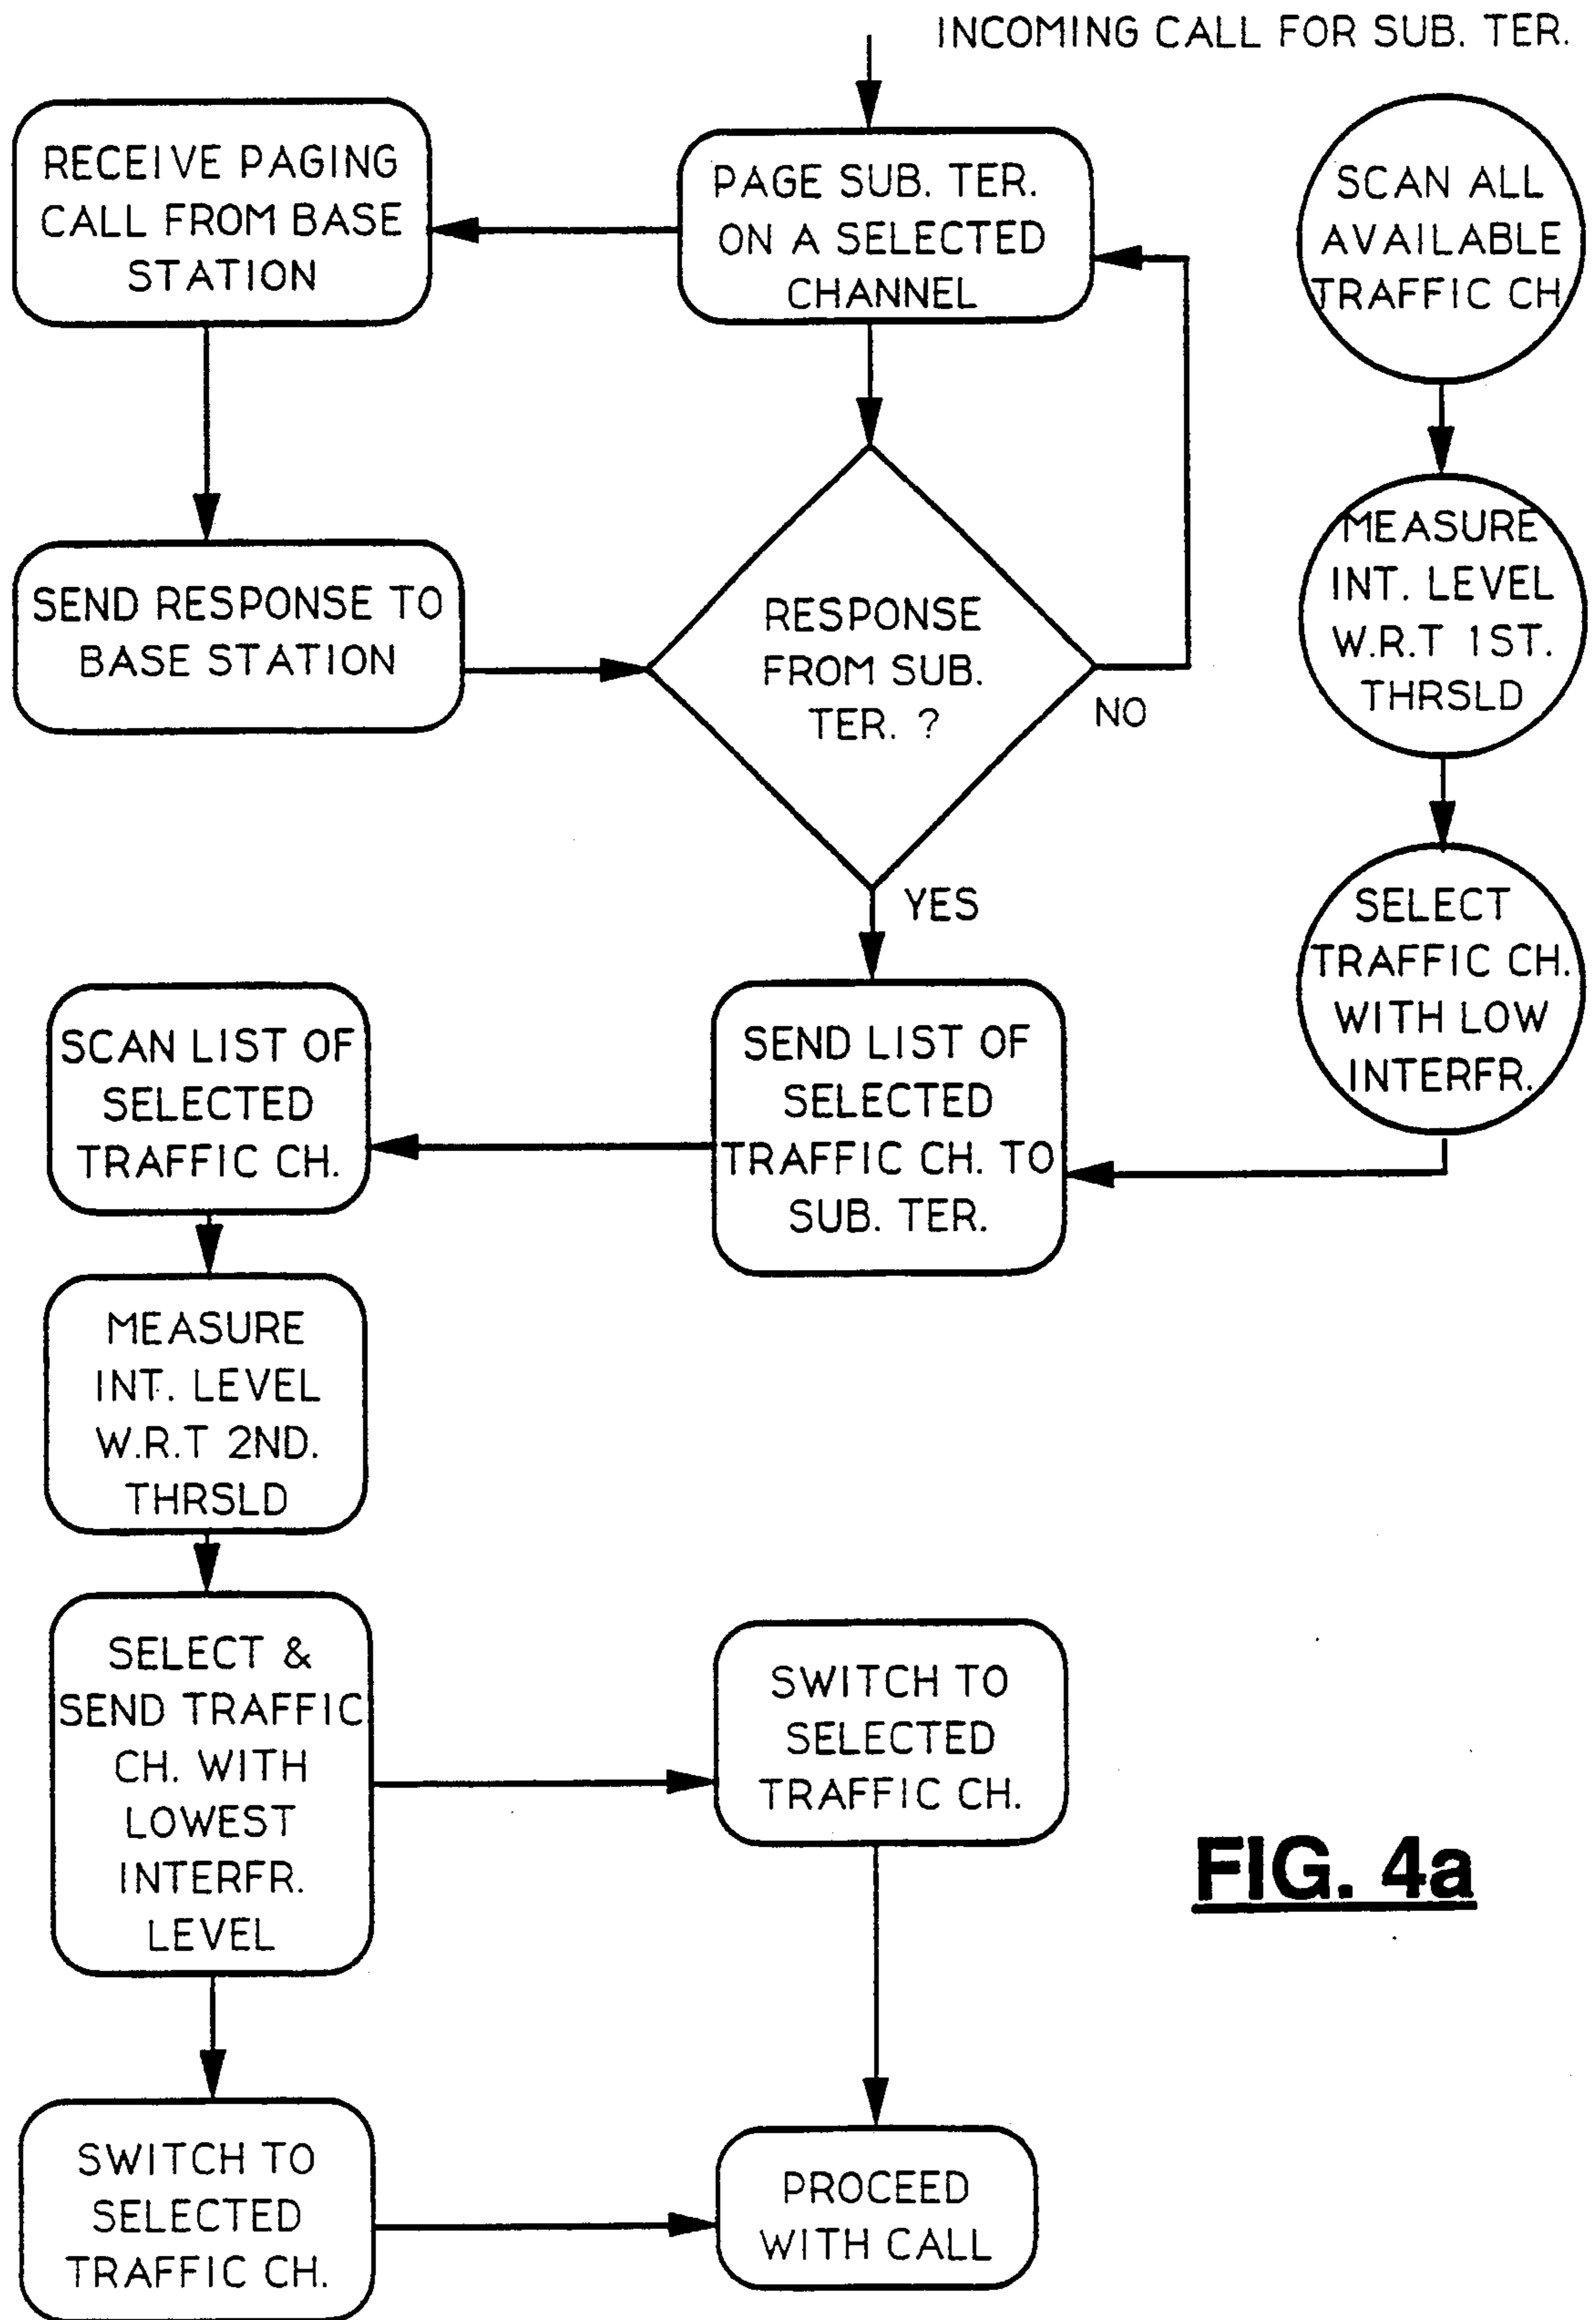 INCOMING CALL FOR SUB. TER.
RECEIVE PAGING
CALL FROM BASE
STATION
PAGE SUB. TER.
ON A SELECTED
CHANNEL
SCAN ALL
AVAILABLE
TRAFFIC CH
SEND RESPONSE TO
BASE STATION
RESPONSE
FROM SUB.
TER. ?
NO
YES
MEASURE
INT. LEVEL
W.R.T 1ST.
THRSLD
SELECT
TRAFFIC CH.
WITH LOW
INTERFR.
SCAN LIST OF
SELECTED
TRAFFIC CH.
SEND LIST OF
SELECTED
TRAFFIC CH. TO
SUB. TER.
MEASURE
INT. LEVEL
W.R.T 2ND.
THRSLD
SELECT &
SEND TRAFFIC
CH. WITH
LOWEST
INTERFR.
LEVEL
SWITCH TO
SELECTED
TRAFFIC CH.
FIG. 4a
SWITCH TO
SELECTED
TRAFFIC CH.
PROCEED
WITH CALL